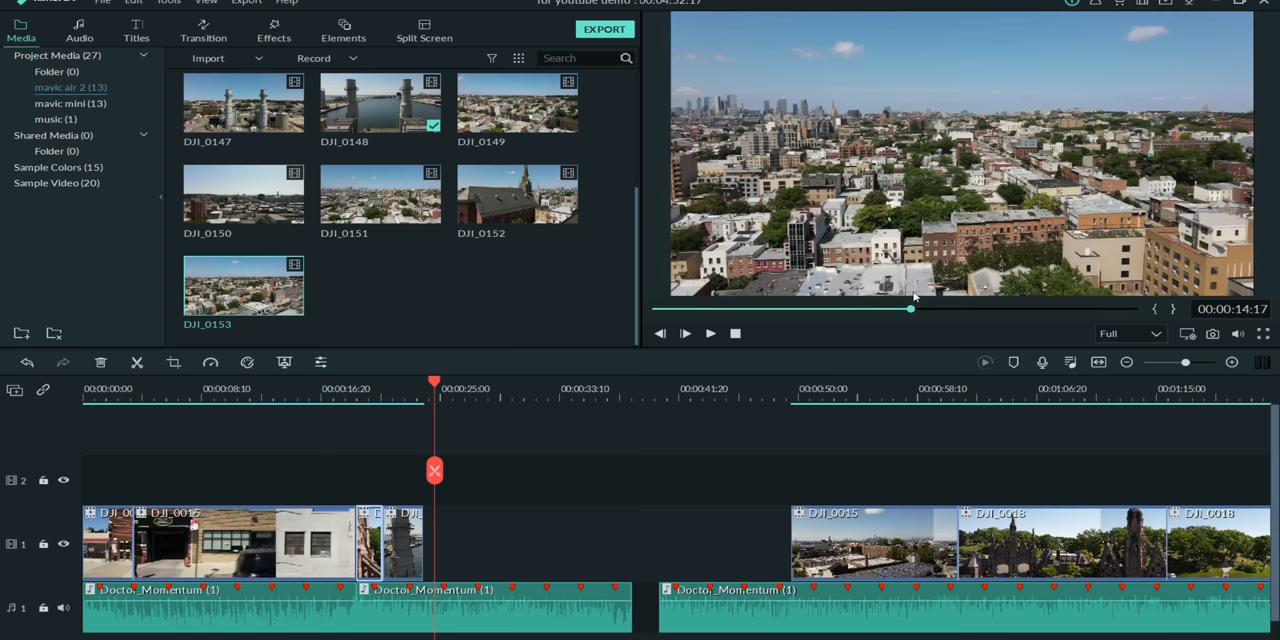 File Edit Tools View Export Help
for youtube demo : 00:04:52:17
Media Audio Titles Transition Effects Elements Split Screen EXPORT
Project Media (27)
Folder (0)
mavic air 2 (13)
mavic mini (13)
music (1)
Shared Media (0)
Folder (0)
Sample Colors (15)
Sample Video (20)
Import Record Search
DJI_0147 DJI_0148 DJI_0149
DJI_0150 DJI_0151 DJI_0152
DJI_0153
00:00:14:17
Full
00:00:00:00 00:00:08:10 00:00:16:20 00:00:25:00 00:00:33:10 00:00:41:20 00:00:50:00 00:00:58:10 00:01:06:20 00:01:15:00
2
1 DJI_00 DJI_0015 D DJI_ DJI_0015 DJI_0018 DJI_0018
1 Doctor_Momentum (1) Doctor_Momentum (1) Doctor_Momentum (1)